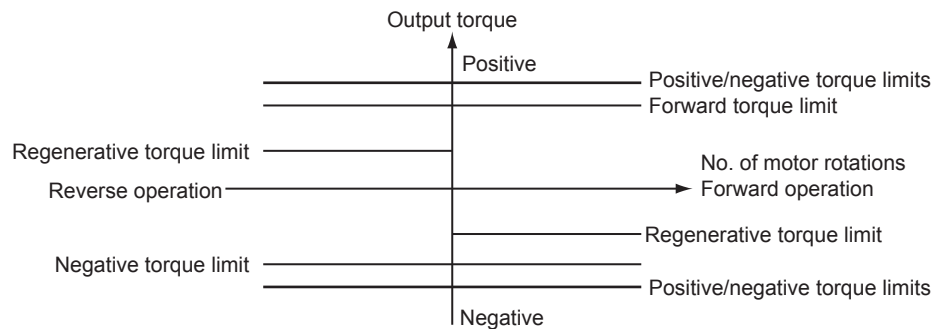 Output torque
Positive
Positive/negative torque limits
Forward torque limit
Regenerative torque limit
No. of motor rotations
Reverse operation
Forward operation
Regenerative torque limit
Negative torque limit
Positive/negative torque limits
Negative